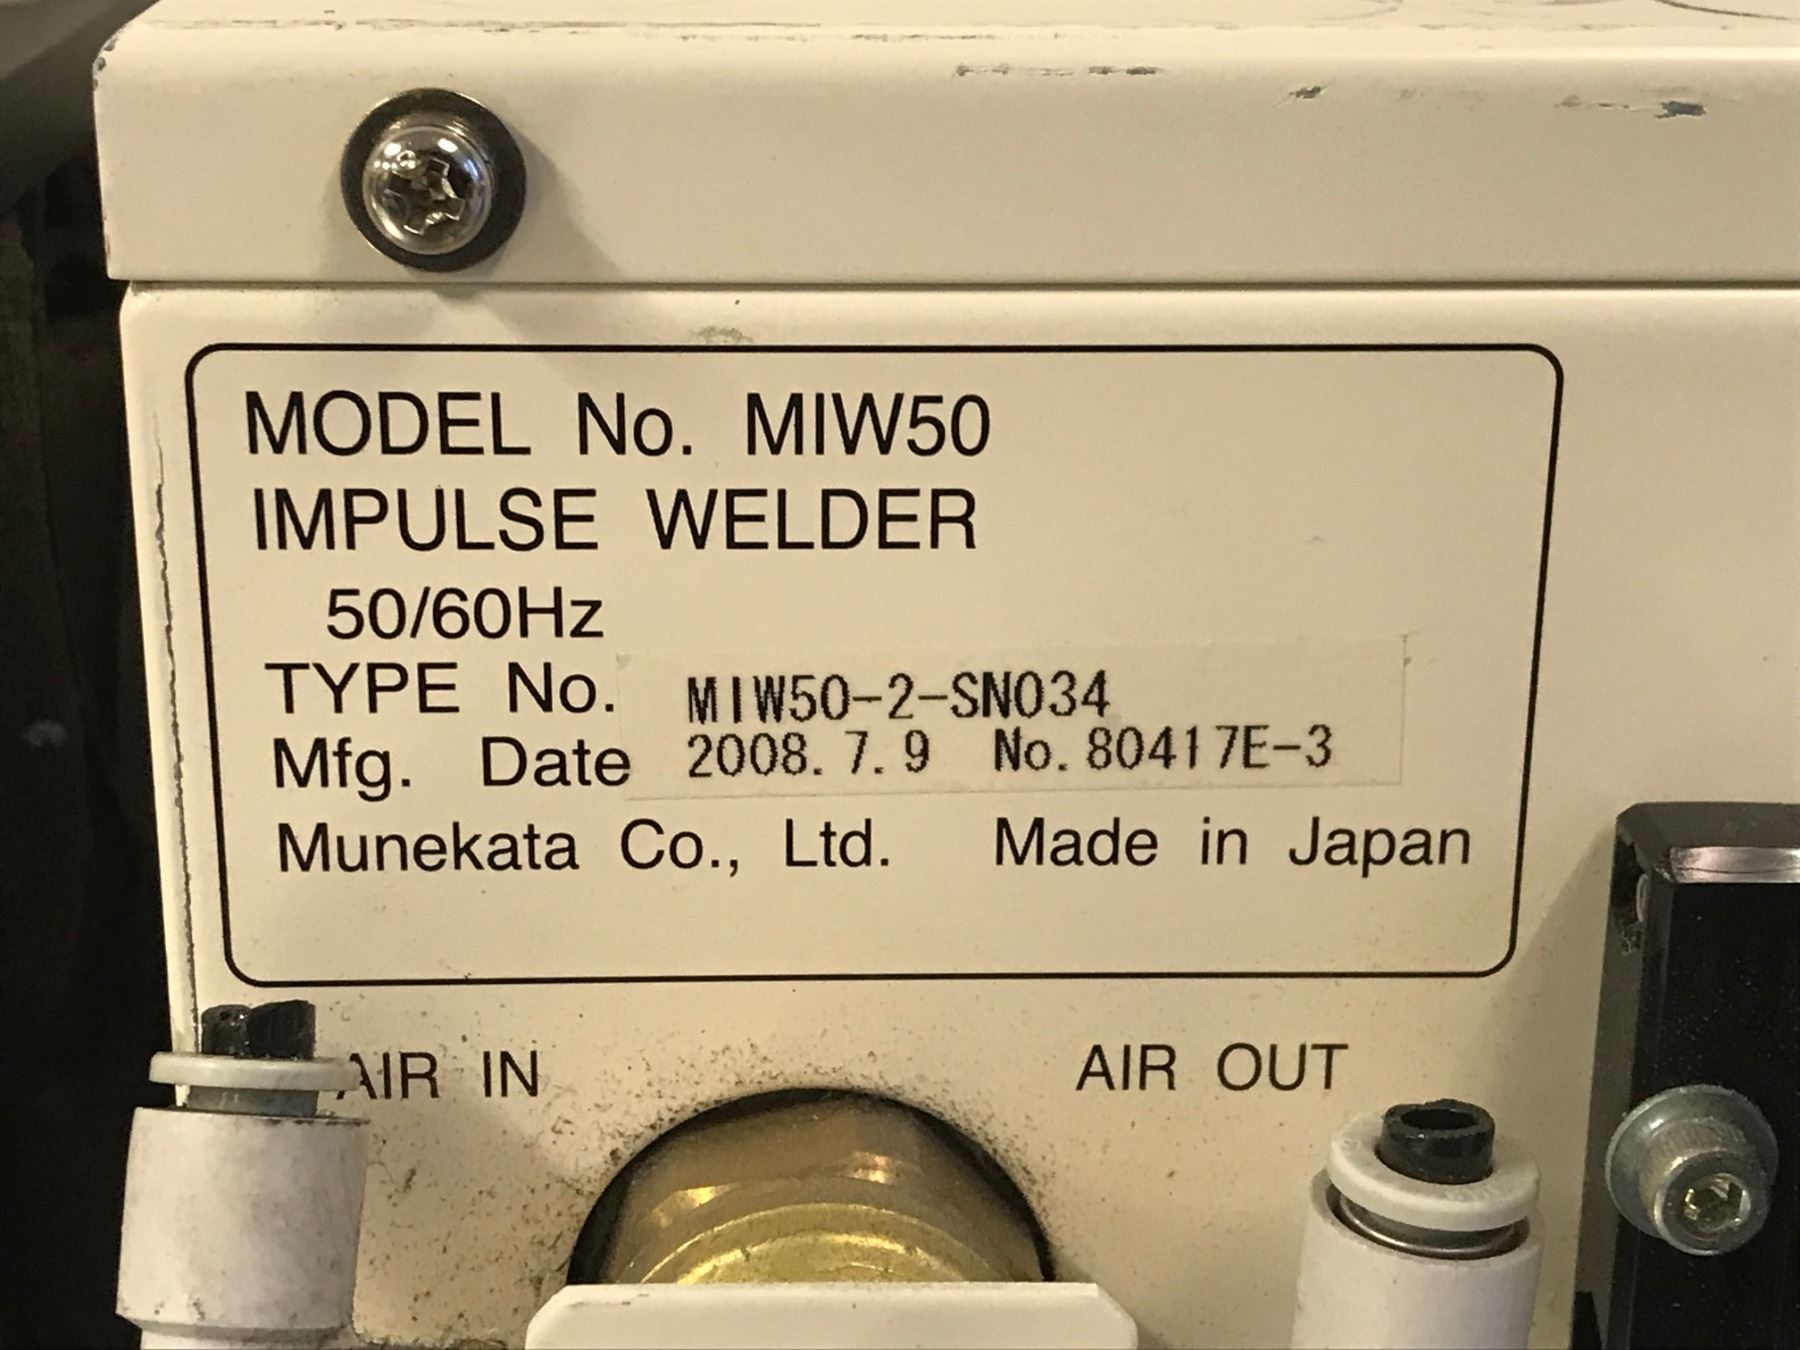 MODEL No. MIW50
IMPULSE WELDER
50/60Hz
TYPE No. MIW50-2-SN034
Mfg. Date 2008. 7. 9 No. 80417E-3
Munekata Co., Ltd. Made in Japan
AIR IN AIR OUT